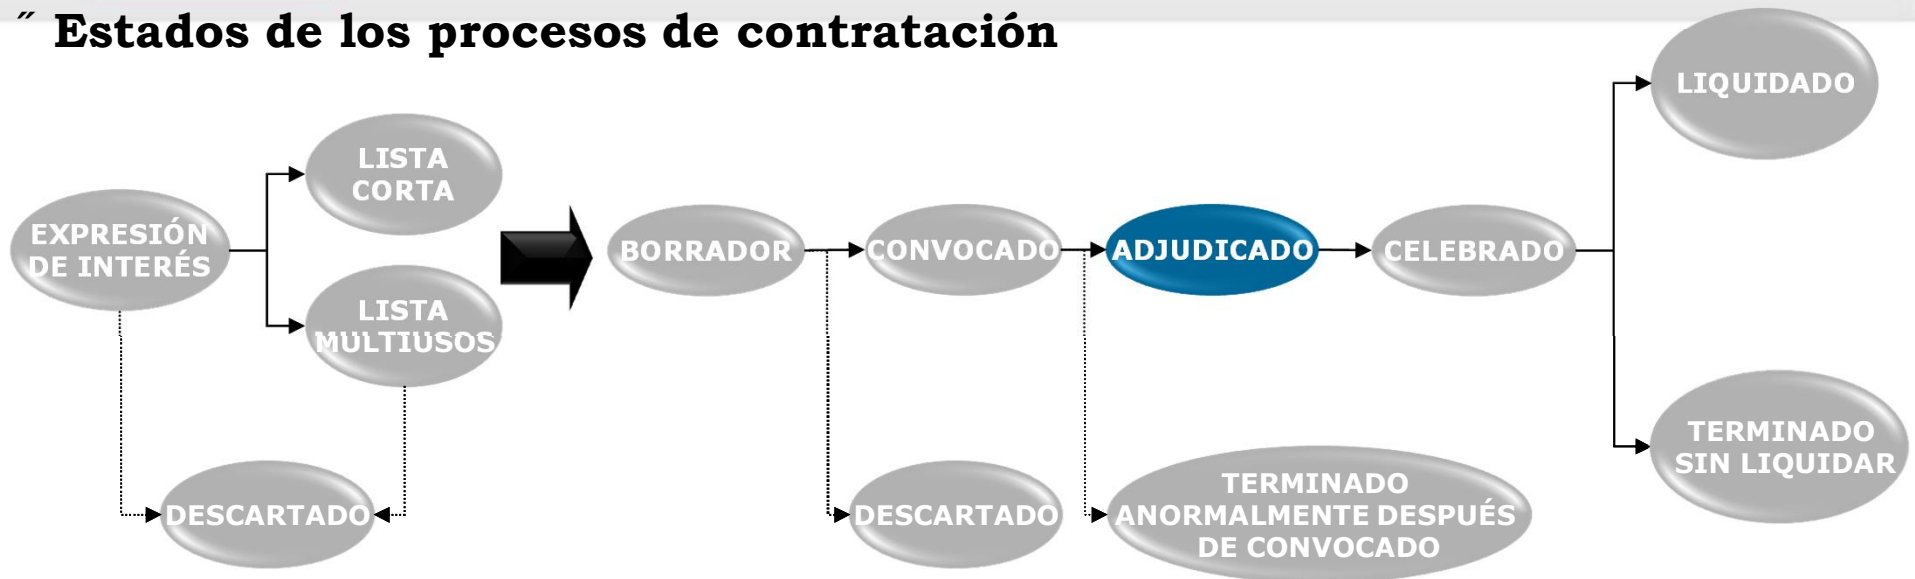 ˝ Estados de los procesos de contratación
LIQUIDADO
LISTA
CORTA
EXPRESIÓN
DE INTERÉS
BORRADOR
CONVOCADO
ADJUDICADO
CELEBRADO
LISTA
MULTIUSOS
TERMINADO
SIN LIQUIDAR
DESCARTADO
DESCARTADO
TERMINADO
ANORMALMENTE DESPUÉS
DE CONVOCADO